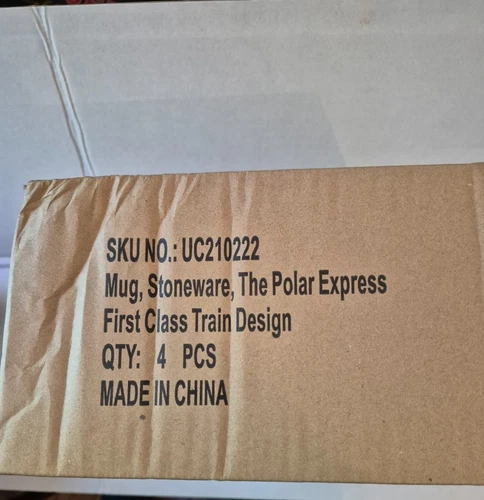 SKU NO.: UC210222
Mug, Stoneware, The Polar Express
First Class Train Design
QTY: 4 PCS
MADE IN CHINA